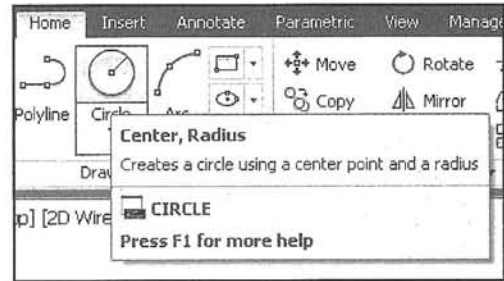 Home Insert Annotate Parametric View Manage
Move Rotate
Polyline Circle Arc Copy Mirror
Center, Radius
Creates a circle using a center point and a radius
Draw
CIRCLE
[2D Wire
Press F1 for more help